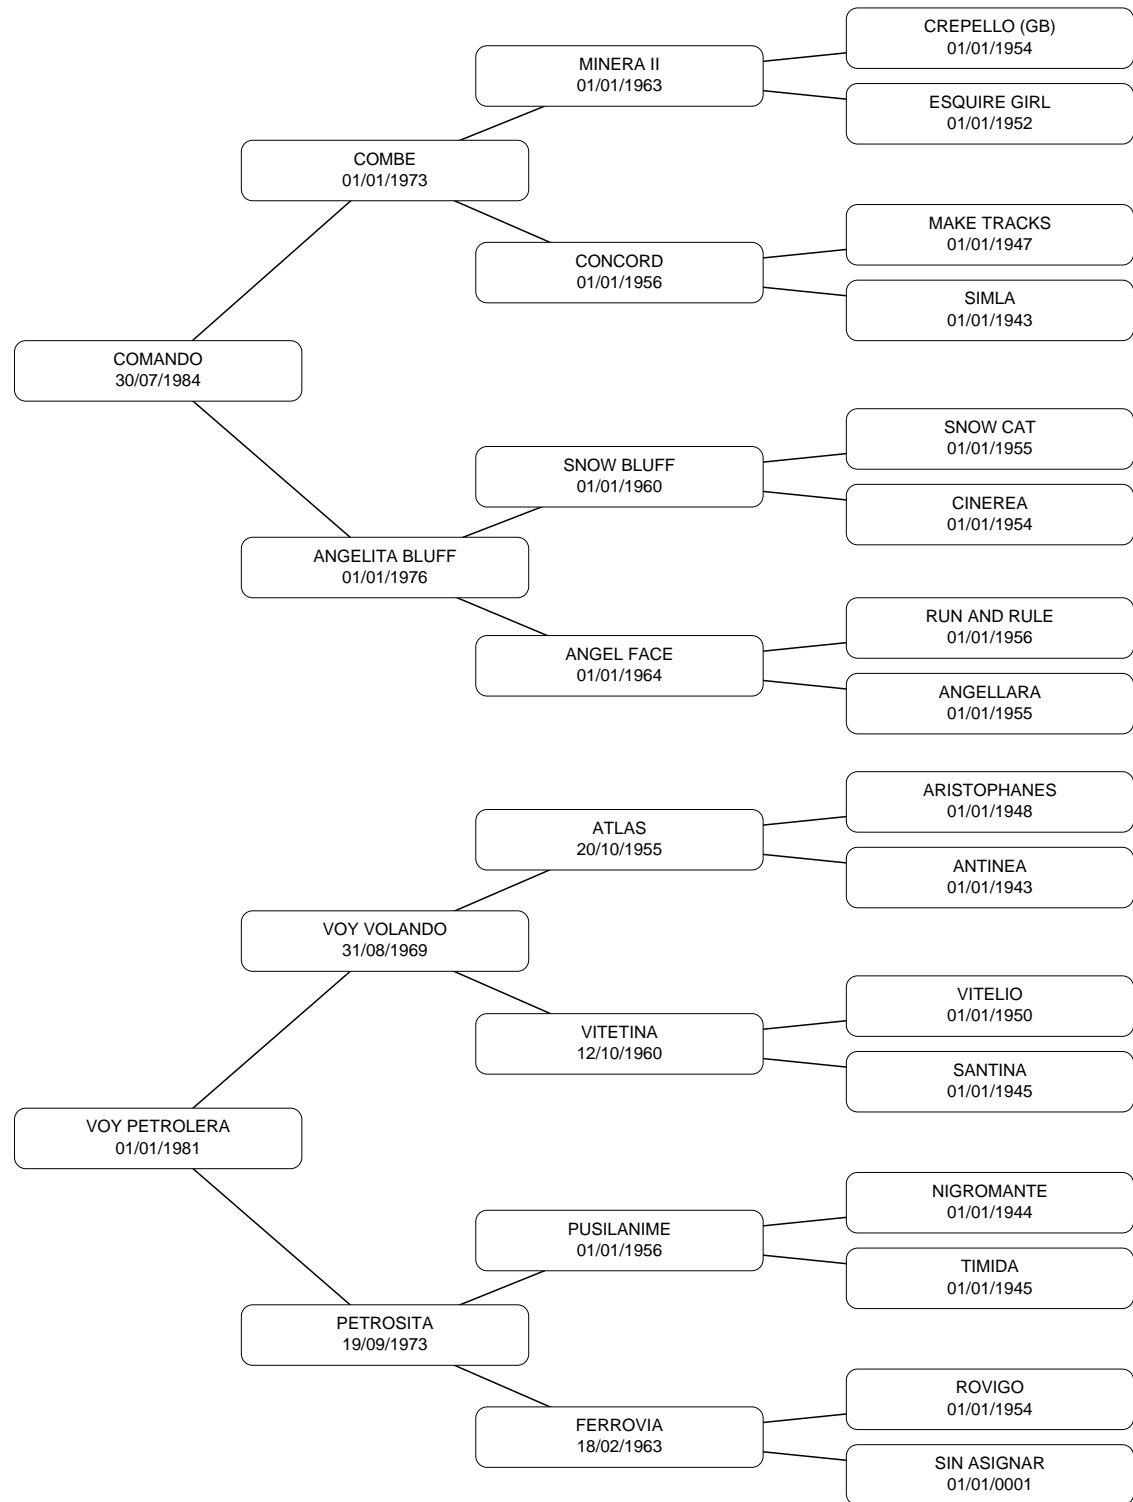 CREPELLO (GB)
01/01/1954
MINERA II
01/01/1963
ESQUIRE GIRL
01/01/1952
COMBE
01/01/1973
MAKE TRACKS
01/01/1947
CONCORD
01/01/1956
SIMLA
01/01/1943
COMANDO
30/07/1984
SNOW CAT
01/01/1955
SNOW BLUFF
01/01/1960
CINEREA
01/01/1954
ANGELITA BLUFF
01/01/1976
RUN AND RULE
01/01/1956
ANGEL FACE
01/01/1964
ANGELLARA
01/01/1955
ARISTOPHANES
01/01/1948
ATLAS
20/10/1955
ANTINEA
01/01/1943
VOY VOLANDO
31/08/1969
VITELIO
01/01/1950
VITETINA
12/10/1960
SANTINA
01/01/1945
VOY PETROLERA
01/01/1981
NIGROMANTE
01/01/1944
PUSILANIME
01/01/1956
TIMIDA
01/01/1945
PETROSITA
19/09/1973
ROVIGO
01/01/1954
FERROVIA
18/02/1963
SIN ASIGNAR
01/01/0001